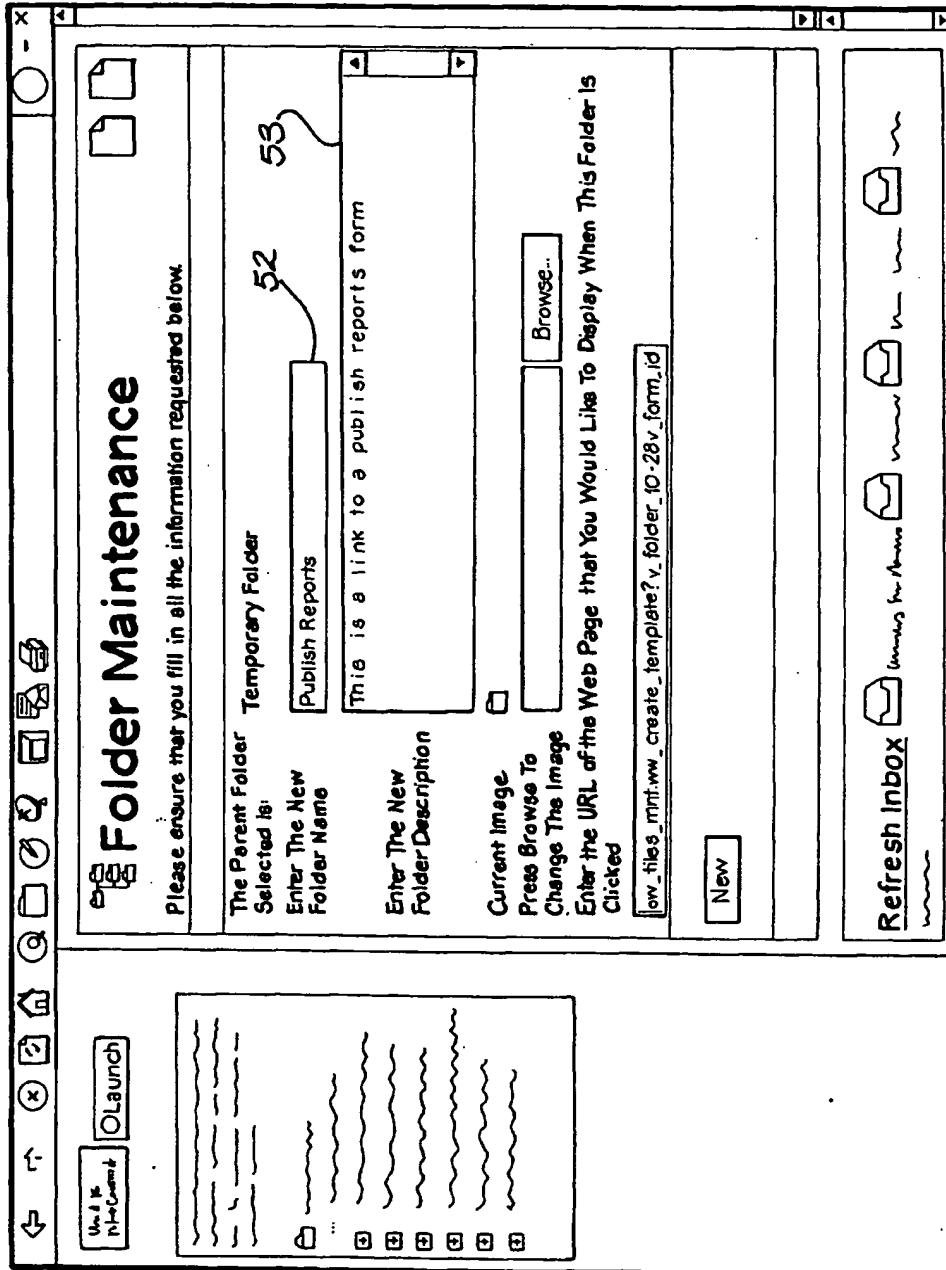 Launch
Folder Maintenance
Please ensure that you fill in all the information requested below.
The Parent Folder
Selected Is:
Temporary Folder
Enter The New
Folder Name
Publish Reports
52
53
Enter The New
Folder Description
This is a link to a publish reports form
Current Image
Press Browse To
Change The Image
Browse...
Enter the URL of the Web Page that You Would Like To Display When This Folder Is
Clicked
ow_files_mnt.ww_create_template?v_folder_10-28v_form_id
New
Refresh Inbox